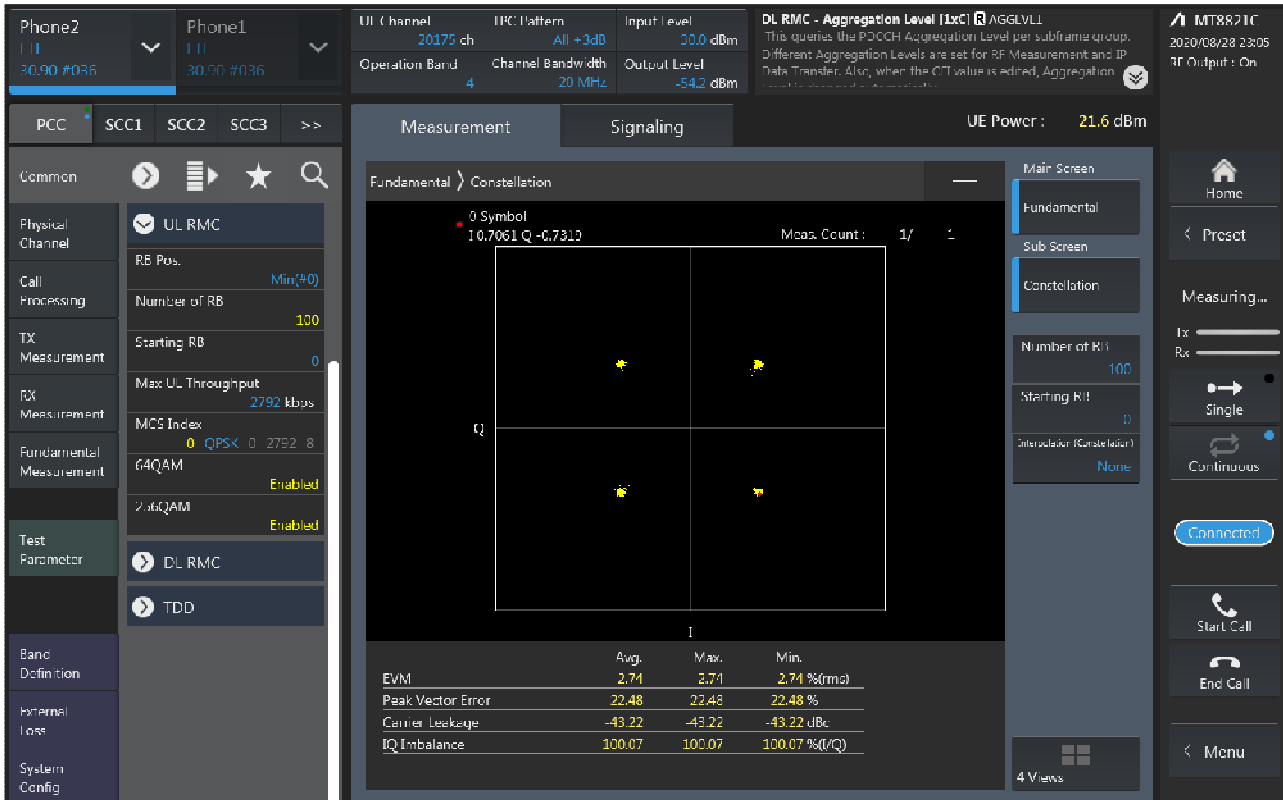 Phone2
30.90 #036
Phone1
30.90 #036
UL Channel
20175 ch
Operation Band
4
TPC Pattern
All +3dB
Channel Bandwidth
20 MHz
Input Level
30.0 dBm
Output Level
-54.2 dBm
DL RMC - Aggregation Level [1xC] R AGGLVL1
This queries the PDCCH Aggregation Level per subframe group.
Different Aggregation Levels are set for RF Measurement and IP
Data Transfer. Also, when the CFI value is edited, Aggregation
MT8821C
2020/08/28 23:05
RF Output : On
PCC
SCC1
SCC2
SCC3
>>
Measurement
Signaling
UE Power : 21.6 dBm
Common
Physical
Channel
Call
Processing
TX
Measurement
RX
Measurement
Fundamental
Measurement
Test
Parameter
Band
Definition
External
Loss
System
Config
UL RMC
RB Pos.
Min(#0)
Number of RB
100
Starting RB
0
Max UL Throughput
2792 kbps
MCS Index
0 QPSK 0 2792 8
64QAM
Enabled
256QAM
Enabled
DL RMC
TDD
Fundamental > Constellation
0 Symbol
I 0.7061 Q -0.7319
Meas. Count : 1/ 1
Q
I
Avg. Max. Min.
EVM 2.74 2.74 2.74 %(rms)
Peak Vector Error 22.48 22.48 22.48 %
Carrier Leakage -43.22 -43.22 -43.22 dBc
IQ Imbalance 100.07 100.07 100.07 %(I/Q)
Main Screen
Fundamental
Sub Screen
Constellation
Number of RB
100
Starting RB
0
Interpolation (Constellation)
None
4 Views
Home
< Preset
Measuring...
Tx
Rx
Single
Continuous
Connected
Start Call
End Call
< Menu